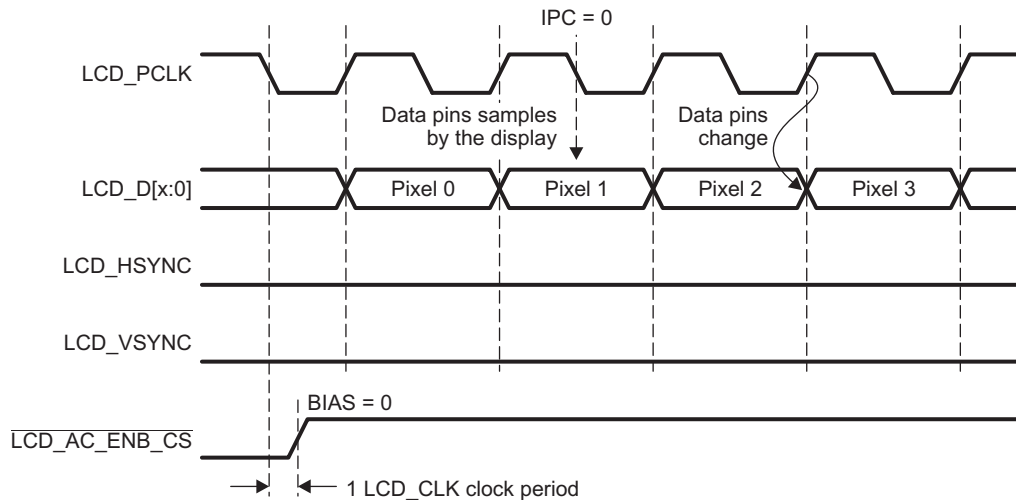 IPC = 0
LCD_PCLK
Data pins samples
by the display
Data pins
change
LCD_D[x:0]
Pixel 0
Pixel 1
Pixel 2
Pixel 3
LCD_HSYNC
LCD_VSYNC
BIAS = 0
LCD_AC_ENB_CS
1 LCD_CLK clock period